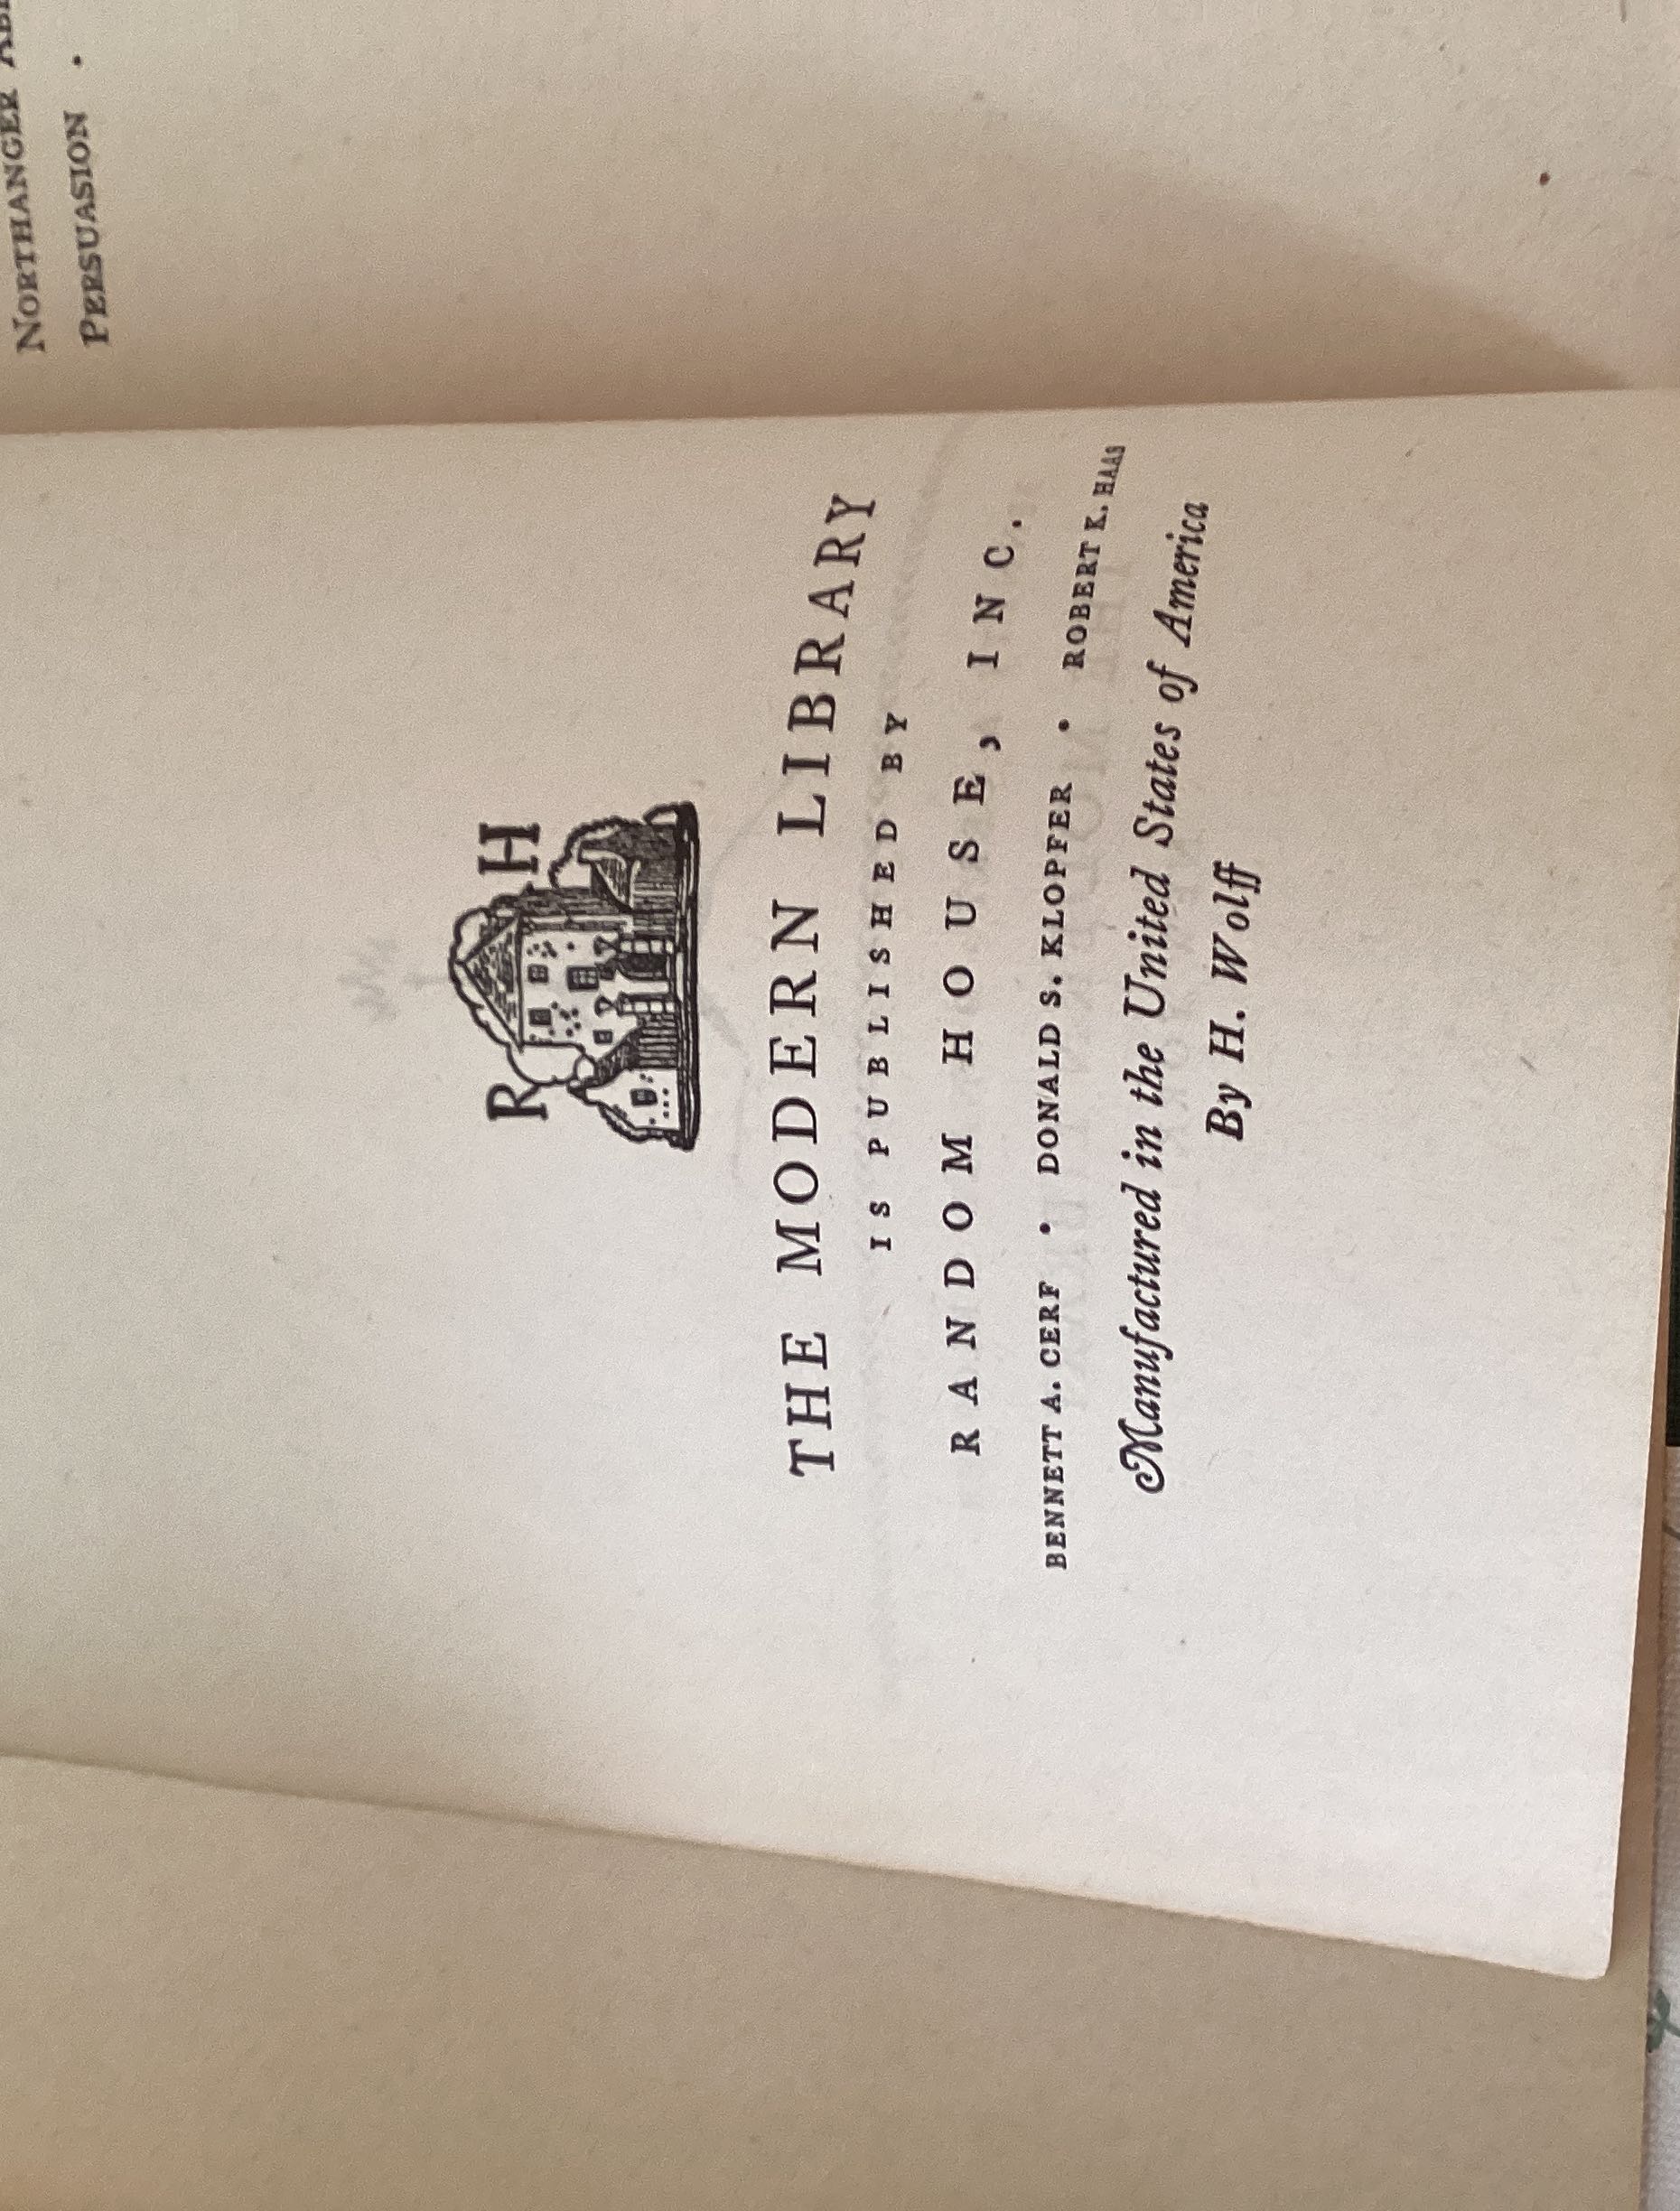 R H
THE MODERN LIBRARY
IS PUBLISHED BY
RANDOM HOUSE, INC.
BENNETT A. CERF • DONALD S. KLOPFER • ROBERT K. HAAS
Manufactured in the United States of America
By H. Wolff
NORTHANGER
PERSUASION •